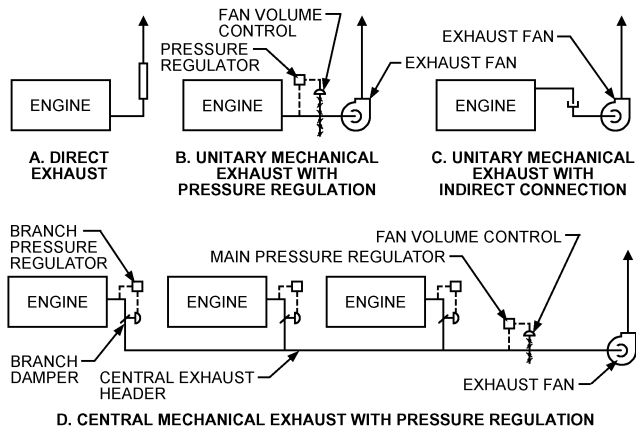 FAN VOLUME
CONTROL
PRESSURE
REGULATOR
EXHAUST FAN
EXHAUST FAN
ENGINE
ENGINE
ENGINE
A. DIRECT
EXHAUST
B. UNITARY MECHANICAL
EXHAUST WITH
PRESSURE REGULATION
C. UNITARY MECHANICAL
EXHAUST WITH
INDIRECT CONNECTION
BRANCH
PRESSURE
REGULATOR
FAN VOLUME CONTROL
MAIN PRESSURE REGULATOR
ENGINE
ENGINE
ENGINE
BRANCH
DAMPER
CENTRAL EXHAUST
HEADER
EXHAUST FAN
D. CENTRAL MECHANICAL EXHAUST WITH PRESSURE REGULATION